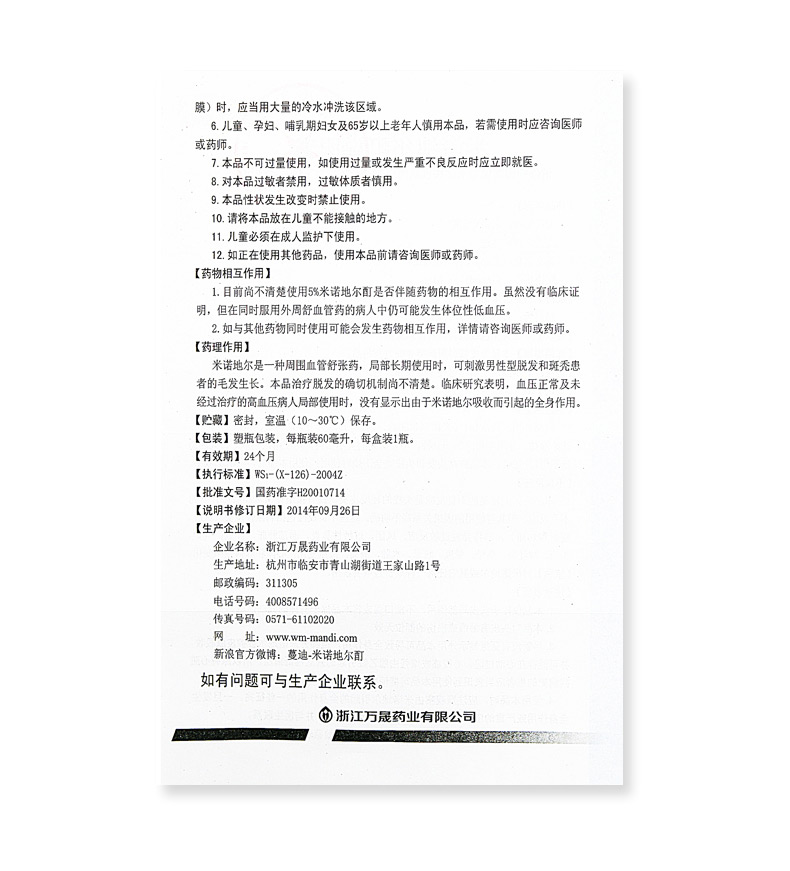 膜）时，应当用大量的冷水冲洗该区域。
6. 儿童、孕妇、哺乳期妇女及65岁以上老年人慎用本品，若需使用时应咨询医师
或药师。
7. 本品不可过量使用，如使用过量或发生严重不良反应时应立即就医。
8. 对本品过敏者禁用，过敏体质者慎用。
9. 本品性状发生改变时禁止使用。
10. 请将本品放在儿童不能接触的地方。
11. 儿童必须在成人监护下使用。
12. 如正在使用其他药品，使用本品前请咨询医师或药师。
【药物相互作用】
1. 目前尚不清楚使用5%米诺地尔酊是否伴随药物的相互作用。虽然没有临床证
明，但在同时服用外周舒血管药的病人中仍可能发生体位性低血压。
2. 如与其他药物同时使用可能会发生药物相互作用，详情请咨询医师或药师。
【药理作用】
米诺地尔是一种周围血管舒张药，局部长期使用时，可刺激男性型脱发和斑秃患
者的毛发生长。本品治疗脱发的确切机制尚不清楚。临床研究表明，血压正常及未
经过治疗的高血压病人局部使用时，没有显示出由于米诺地尔吸收而引起的全身作用。
【贮藏】密封，室温（10～30℃）保存。
【包装】塑瓶包装，每瓶装60毫升，每盒装1瓶。
【有效期】24个月
【执行标准】WS₁-(X-126)-2004Z
【批准文号】国药准字H20010714
【说明书修订日期】2014年09月26日
【生产企业】
企业名称：浙江万晟药业有限公司
生产地址：杭州市临安市青山湖街道王家山路1号
邮政编码：311305
电话号码：4008571496
传真号码：0571-61102020
网　　址：www.wm-mandi.com
新浪官方微博：蔓迪-米诺地尔酊
如有问题可与生产企业联系。
浙江万晟药业有限公司